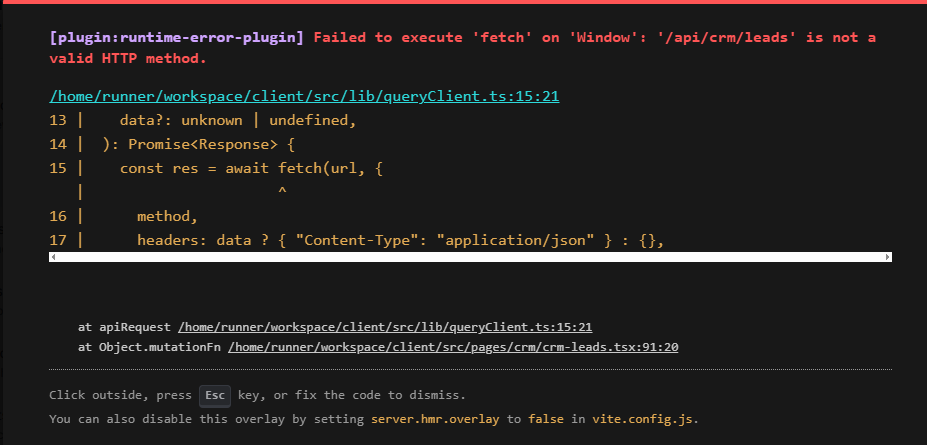 [plugin:runtime-error-plugin] Failed to execute 'fetch' on 'Window': '/api/crm/leads' is not a
valid HTTP method.
/home/runner/workspace/client/src/lib/queryClient.ts:15:21
13 |    data?: unknown | undefined,
14 |  ): Promise<Response> {
15 |    const res = await fetch(url, {
   |                      ^
16 |      method,
17 |      headers: data ? { "Content-Type": "application/json" } : {},
at apiRequest /home/runner/workspace/client/src/lib/queryClient.ts:15:21
at Object.mutationFn /home/runner/workspace/client/src/pages/crm/crm-leads.tsx:91:20
Click outside, press Esc key, or fix the code to dismiss.
You can also disable this overlay by setting server.hmr.overlay to false in vite.config.js.